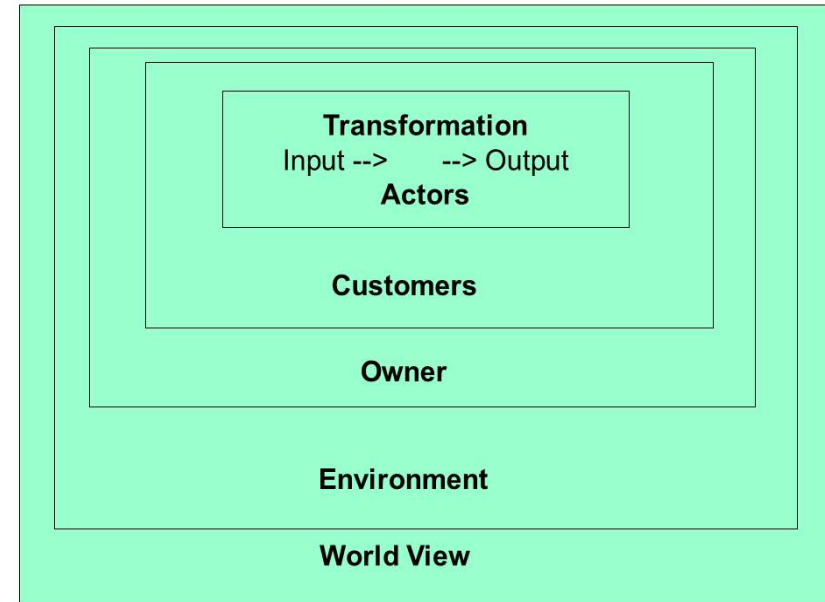 Transformation
Input --> --> Output
Actors
Customers
Owner
Environment
World View